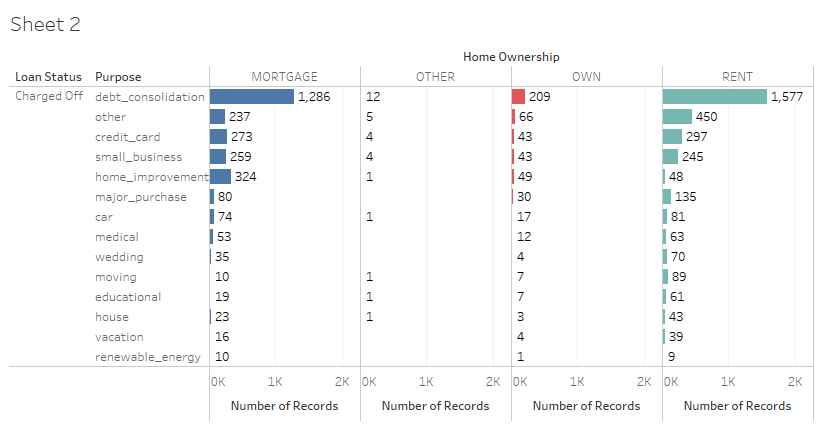 Sheet 2
Home Ownership
Loan Status Purpose MORTGAGE OTHER OWN RENT
Charged Off debt_consolidation 1,286 12 209 1,577
other 237 5 66 450
credit_card 273 4 43 297
small_business 259 4 43 245
home_improvement 324 1 49 48
major_purchase 80 30 135
car 74 1 17 81
medical 53 12 63
wedding 35 4 70
moving 10 1 7 89
educational 19 1 7 61
house 23 1 3 43
vacation 16 4 39
renewable_energy 10 1 9
0K 1K 2K 0K 1K 2K 0K 1K 2K 0K 1K 2K
Number of Records Number of Records Number of Records Number of Records